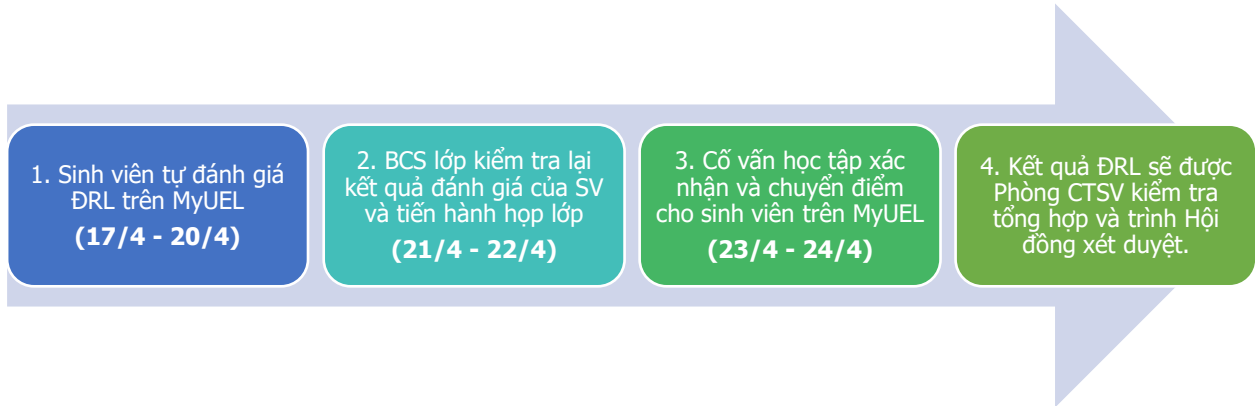 1. Sinh viên tự đánh giá
ĐRL trên MyUEL
(17/4 - 20/4)
2. BCS lớp kiểm tra lại
kết quả đánh giá của SV
và tiến hành họp lớp
(21/4 - 22/4)
3. Cố vấn học tập xác
nhận và chuyển điểm
cho sinh viên trên MyUEL
(23/4 - 24/4)
4. Kết quả ĐRL sẽ được
Phòng CTSV kiểm tra
tổng hợp và trình Hội
đồng xét duyệt.